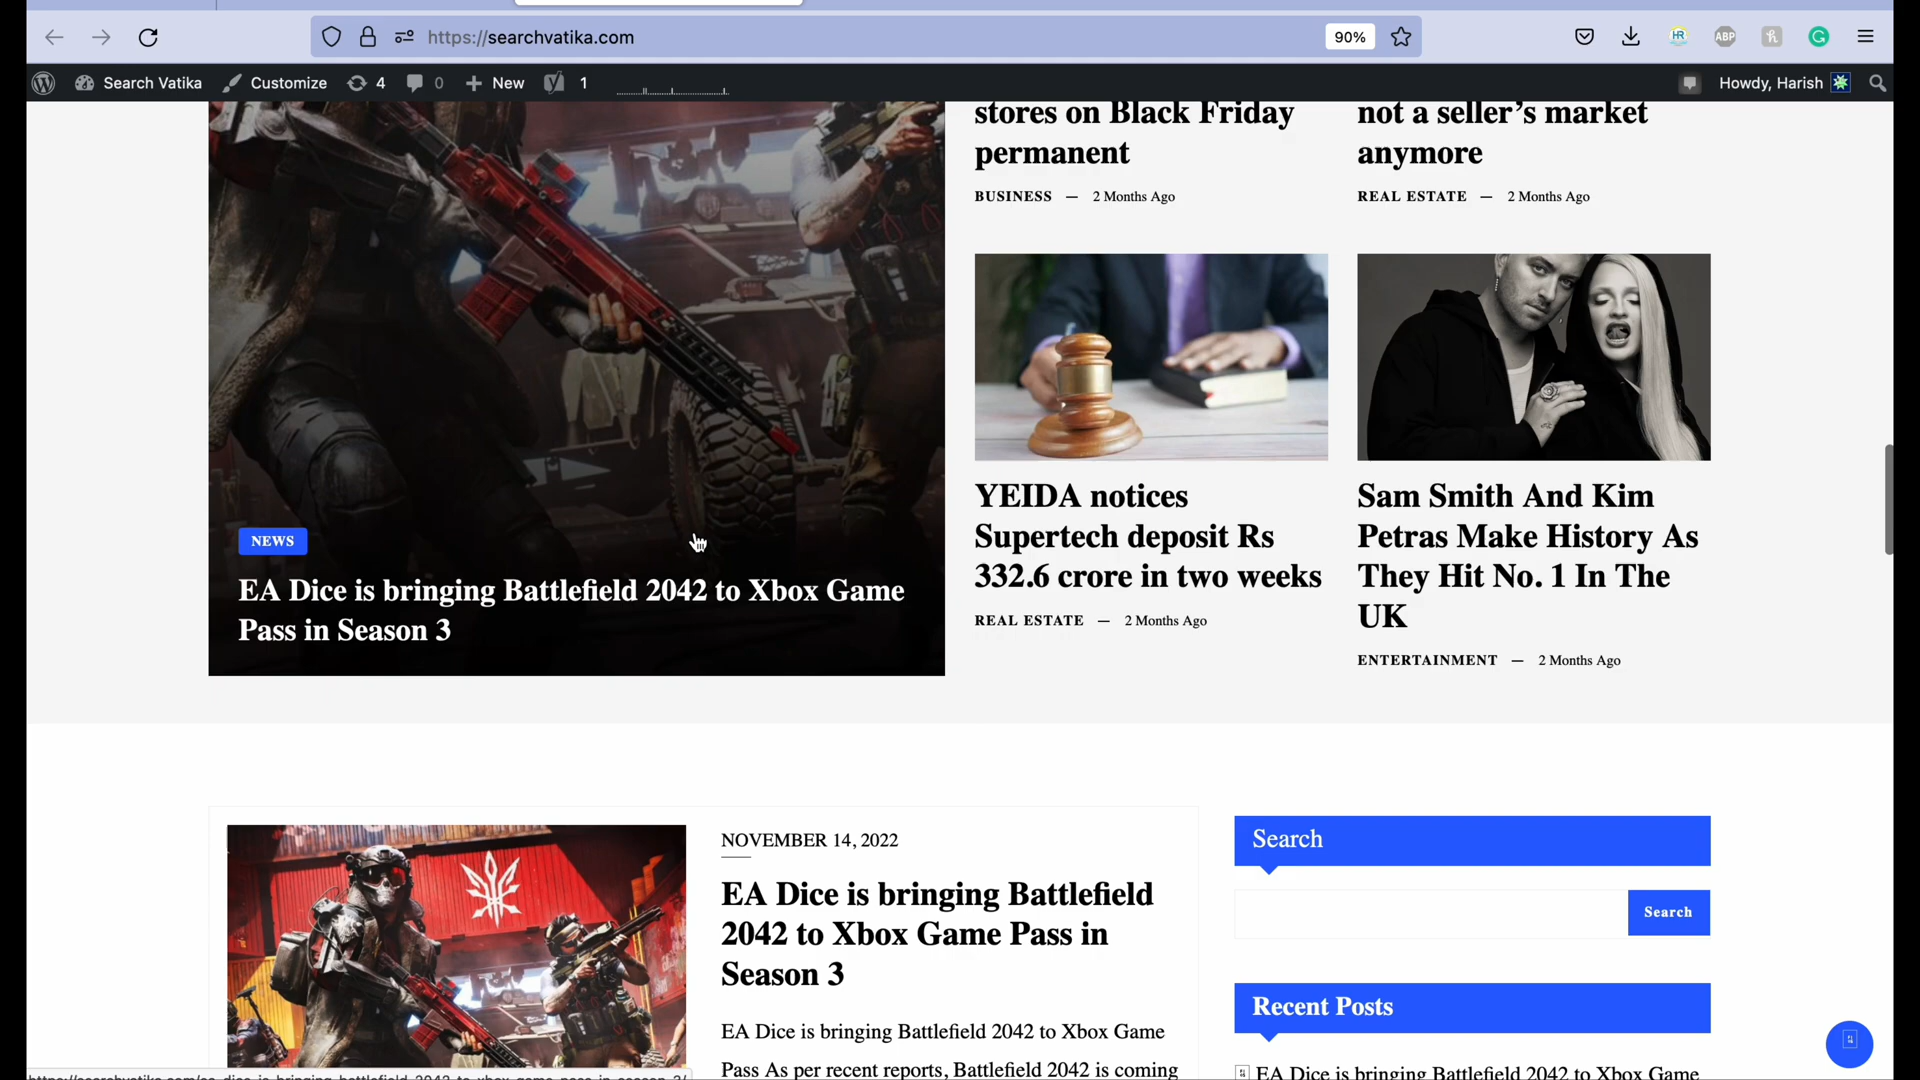 https://searchvatika.com
90%
HR
ABP
Search Vatika
Customize
4
0
New
1
Howdy, Harish
stores on Black Friday
permanent
BUSINESS — 2 Months Ago
not a seller’s market
anymore
REAL ESTATE — 2 Months Ago
NEWS
EA Dice is bringing Battlefield 2042 to Xbox Game
Pass in Season 3
YEIDA notices
Supertech deposit Rs
332.6 crore in two weeks
REAL ESTATE — 2 Months Ago
Sam Smith And Kim
Petras Make History As
They Hit No. 1 In The
UK
ENTERTAINMENT — 2 Months Ago
NOVEMBER 14, 2022
EA Dice is bringing Battlefield
2042 to Xbox Game Pass in
Season 3
EA Dice is bringing Battlefield 2042 to Xbox Game
Pass As per recent reports, Battlefield 2042 is coming
Search
Search
Recent Posts
EA Dice is bringing Battlefield 2042 to Xbox Game